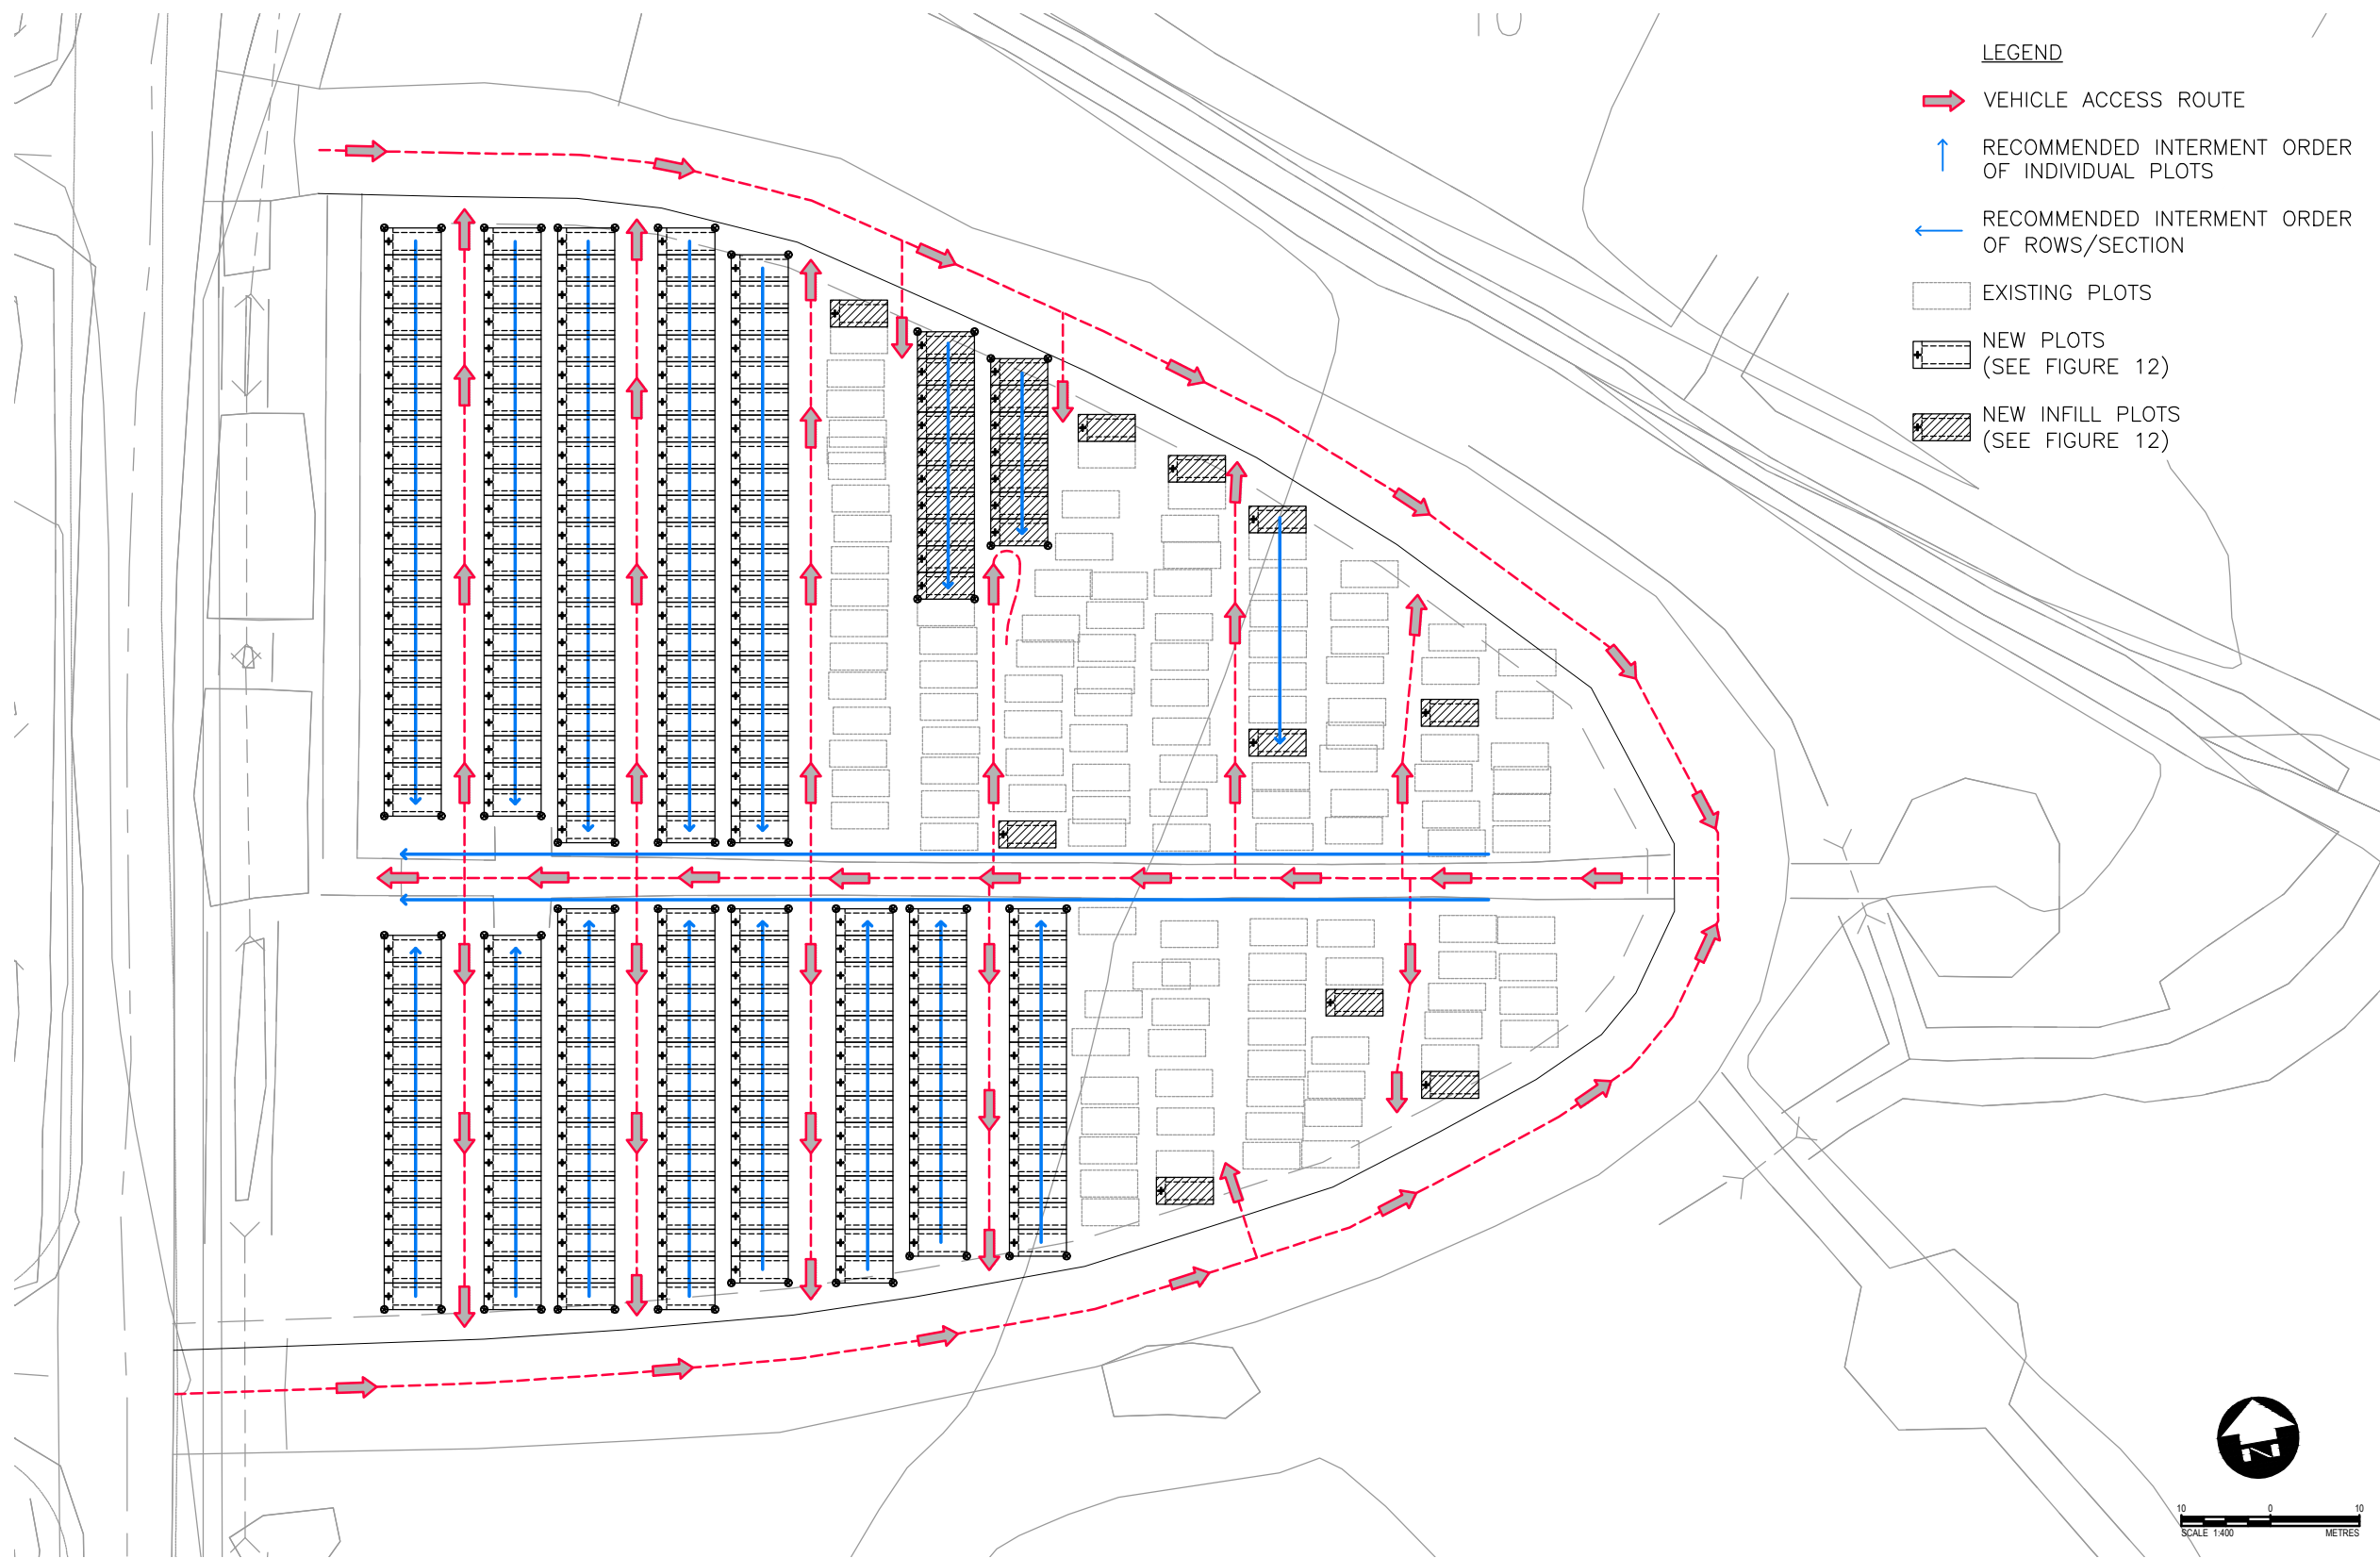 LEGEND
VEHICLE ACCESS ROUTE
RECOMMENDED INTERMENT ORDER
OF INDIVIDUAL PLOTS
RECOMMENDED INTERMENT ORDER
OF ROWS/SECTION
EXISTING PLOTS
NEW PLOTS
(SEE FIGURE 12)
NEW INFILL PLOTS
(SEE FIGURE 12)
N
10 0 10
SCALE 1:400 METRES